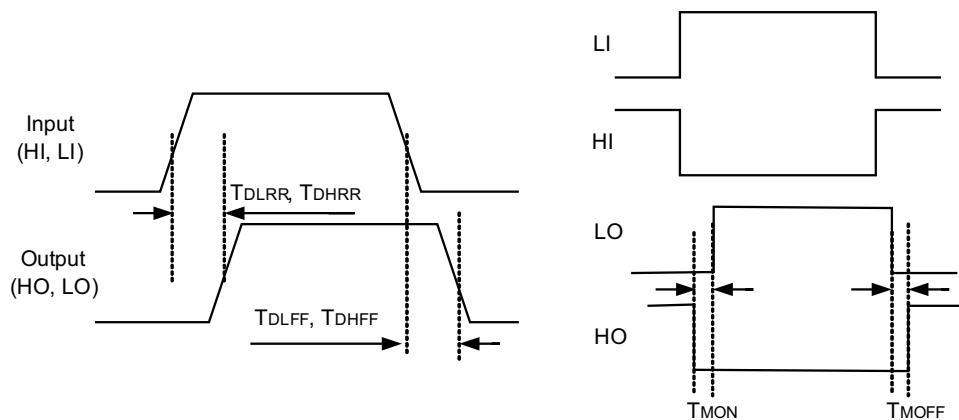 Input
(HI, LI)
TDLRR, TDHRR
Output
(HO, LO)
TDLFF, TDHFF
LI
HI
LO
HO
TMON
TMOFF